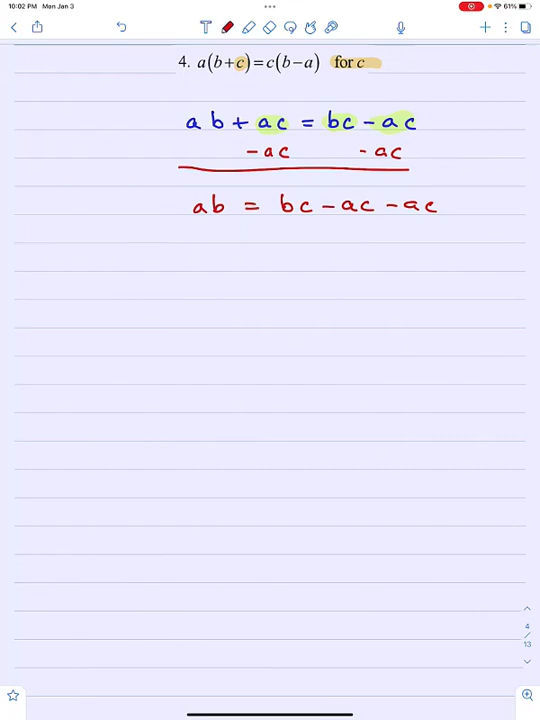 10:02 PM Mon Jan 3
61%
4. a(b+c)=c(b−a) for c
ab + ac = bc − ac
−ac −ac
ab = bc − ac − ac
4
/
13